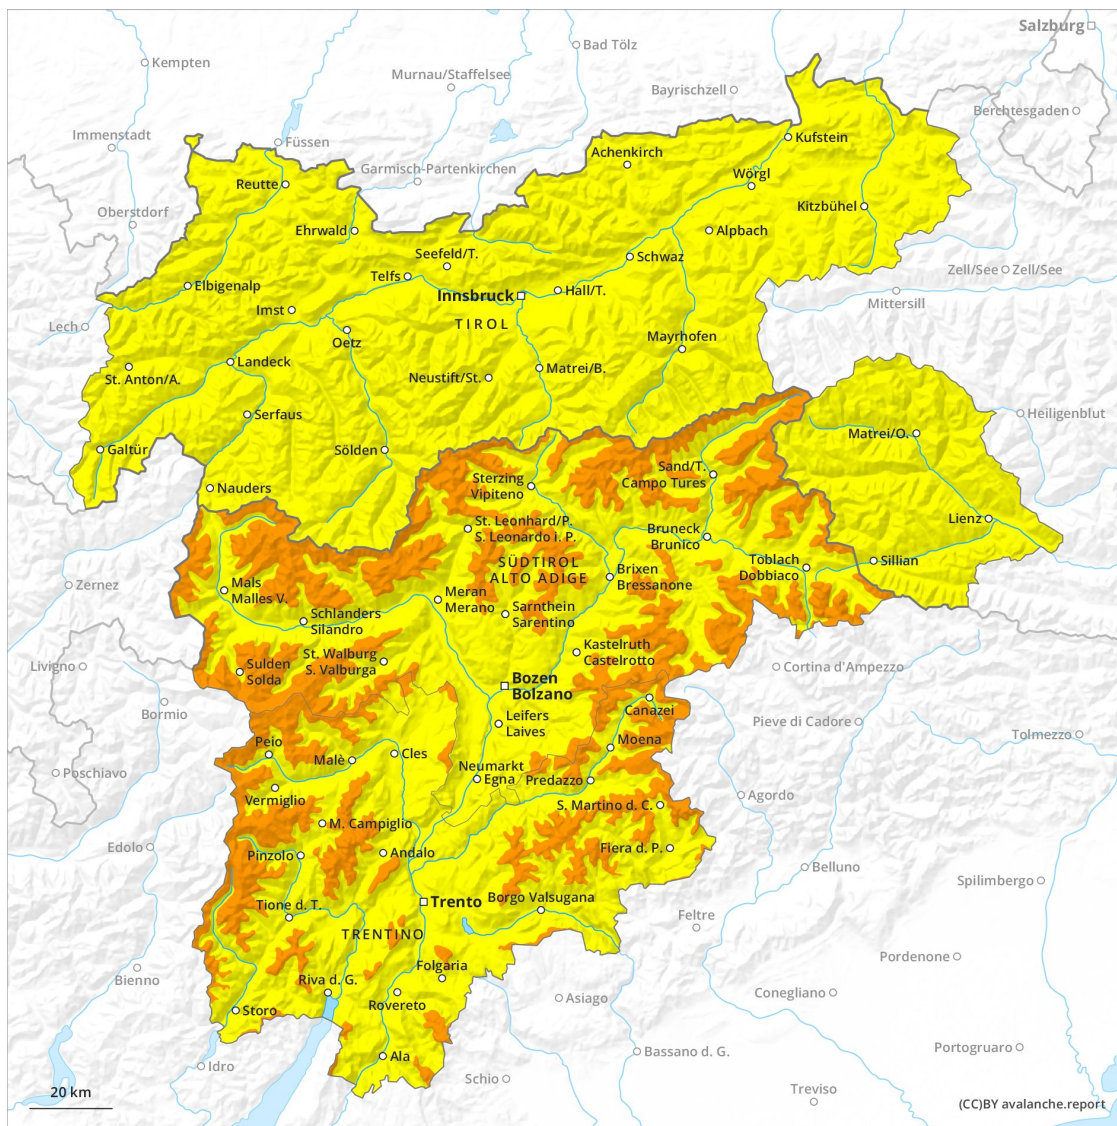 Salzburg
Bad Tölz
Kempten
Murnau/Staffelsee
Bayrischzell
Berchtesgaden
Immenstadt
Füssen
Kufstein
Achenkirch
Garmisch-Partenkirchen
Wörgl
Reutte
Oberstdorf
Kitzbühel
Ehrwald
Alpbach
Seefeld/T.
Schwaz
Zell/See
Zell/See
Telfs
Elbigenalp
Hall/T.
Innsbruck
Mittersill
Imst
TIROL
Lech
Oetz
Mayrhofen
Landeck
Matrei/B.
St. Anton/A.
Neustift/St.
Serfaus
Heiligenblut
Matrei/O.
Galtür
Sölden
Sand/T.
Campo Tures
Sterzing
Vipiteno
Nauders
Lienz
St. Leonhard/P.
S. Leonardo i. P.
Bruneck
Brunico
SÜDTIROL
ALTO ADIGE
Toblach
Dobbiaco
Sillian
Brixen
Bressanone
Zernez
Mals
Malles V.
Meran
Merano
Schlanders
Silandro
Sarnthein
Sarentino
Kastelruth
Castelrotto
St. Walburg
S. Valburga
Livigno
Sulden
Solda
Cortina d'Ampezzo
Bozen
Bolzano
Canazei
Bormio
Leifers
Laives
Pieve di Cadore
Tolmezzo
Moena
Peio
Cles
Malè
Neumarkt
Egna
Predazzo
Poschiavo
Vermiglio
Agordo
S. Martino d. C.
M. Campiglio
Edolo
Pinzolo
Andalo
Fiera d. P.
Belluno
Spilimbergo
Trento
Borgo Valsugana
Tione d. T.
Feltre
TRENTINO
Pordenone
Folgaria
Bienno
Riva d. G.
Conegliano
Asiago
Storo
Rovereto
Portogruaro
Bassano d. G.
Ala
Idro
Schio
Treviso
20 km
(CC)BY avalanche.report